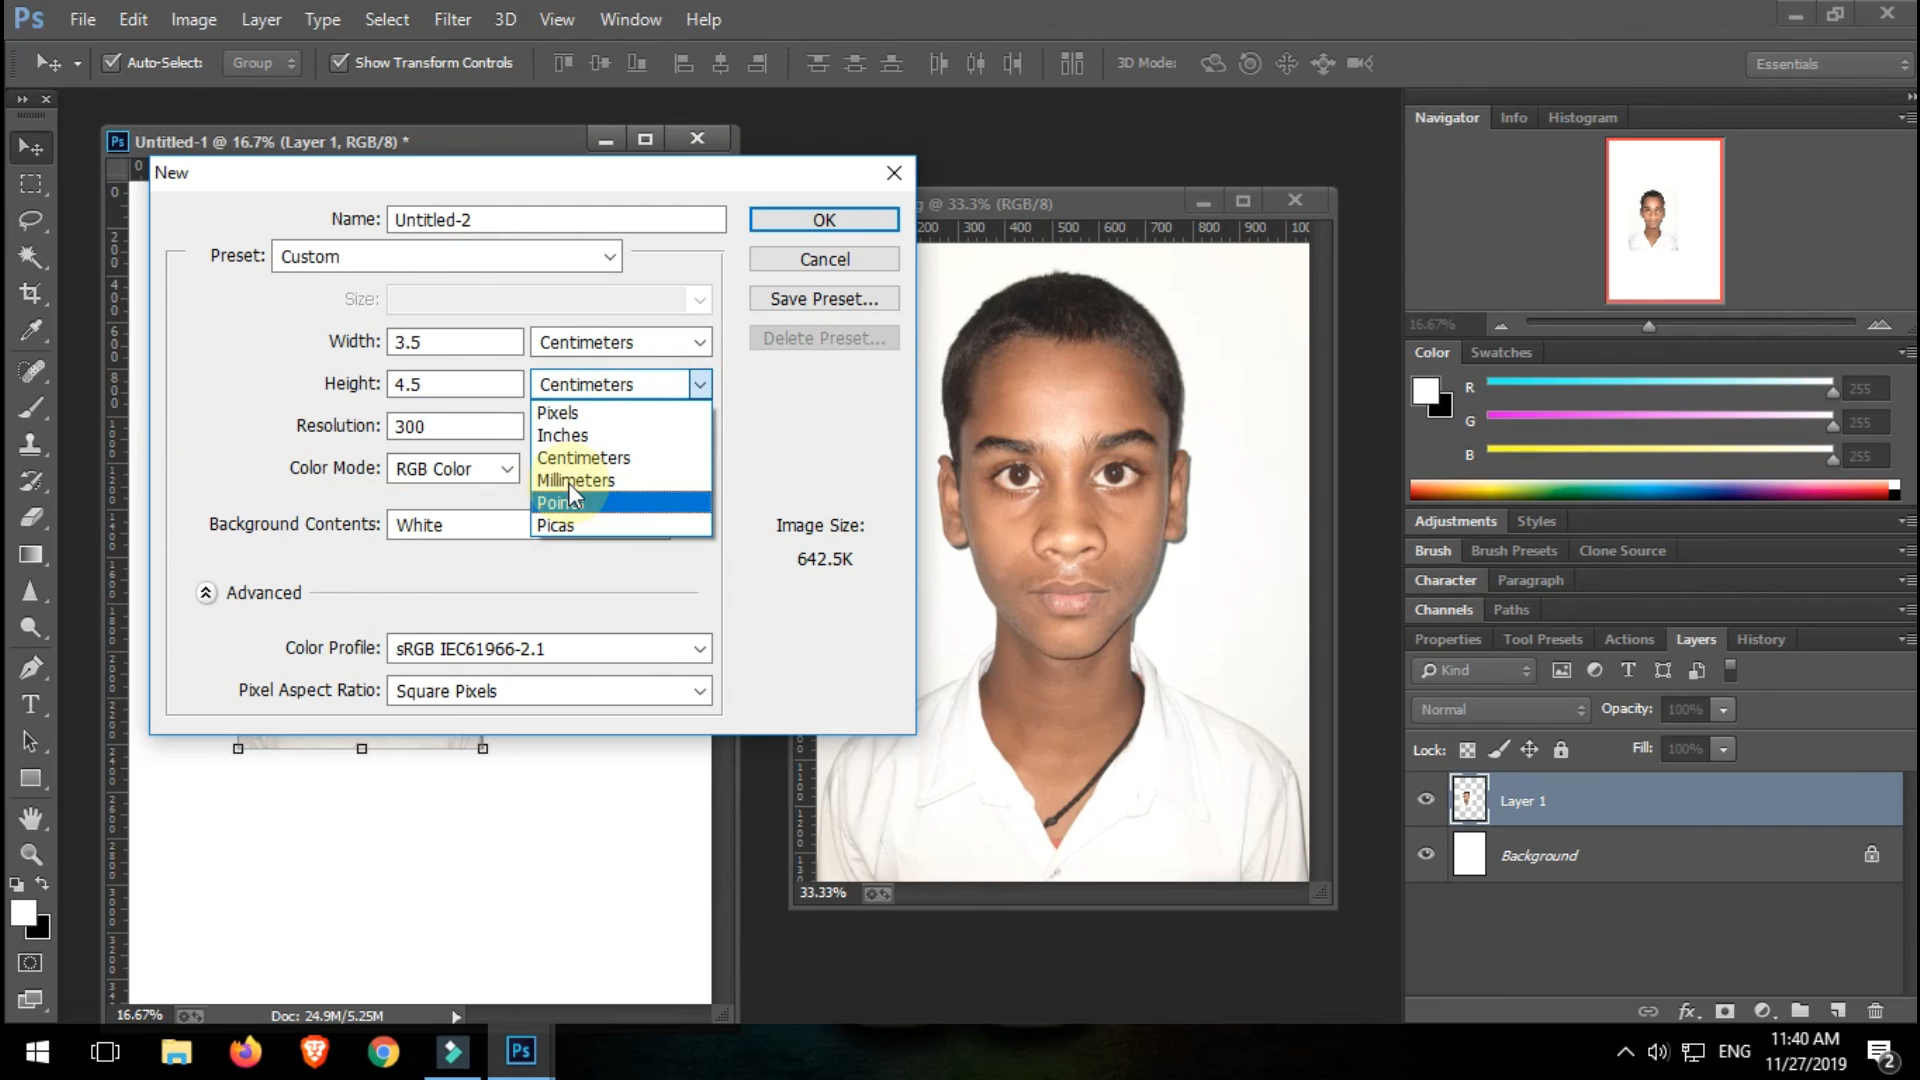 Ps File Edit Image Layer Type Select Filter 3D View Window Help
Auto-Select: Group Show Transform Controls 3D Mode: Essentials
Ps Untitled-1 @ 16.7% (Layer 1, RGB/8) *
New
Name: Untitled-2 OK
Preset: Custom Cancel
Size: Save Preset...
Width: 3.5 Centimeters Delete Preset...
Height: 4.5 Centimeters
Pixels
Resolution: 300
Inches
Centimeters
Color Mode: RGB Color
Millimeters
Picas
Background Contents: White
Image Size:
642.5K
Advanced
Color Profile: sRGB IEC61966-2.1
Pixel Aspect Ratio: Square Pixels
16.67% Doc: 24.9M/5.25M
@ 33.3% (RGB/8)
200 300 400 500 600 700 800 900
33.33%
Navigator Info Histogram
16.67%
Color Swatches
R 255
G 255
B 255
Adjustments Styles
Brush Brush Presets Clone Source
Character Paragraph
Channels Paths
Properties Tool Presets Actions Layers History
Kind
Normal Opacity: 100%
Lock: Fill: 100%
Layer 1
Background
fx
Ps
ENG 11:40 AM
11/27/2019 2